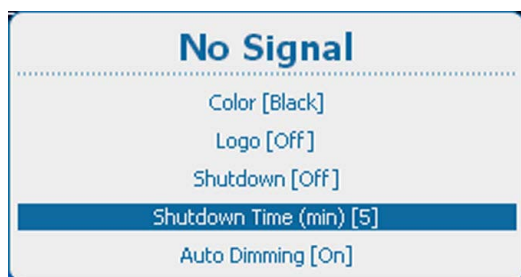 No Signal
Color [Black]
Logo [Off]
Shutdown [Off]
Shutdown Time (min) [5]
Auto Dimming [On]